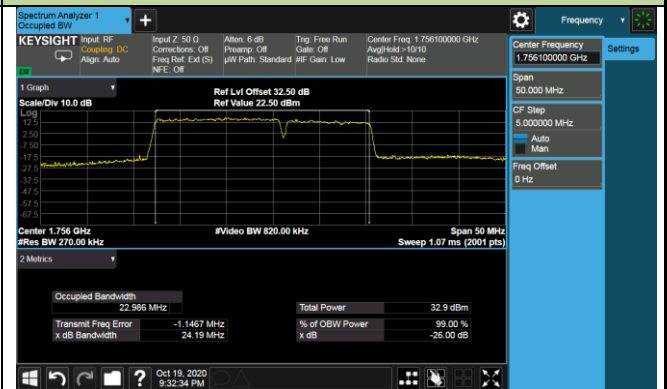 Spectrum Analyzer 1
Occupied BW
+
Frequency
KEYSIGHT
Input: RF
Coupling: DC
Align: Auto
Input Z: 50 Ω
Corrections: Off
Freq Ref: Ext (S)
NFE: Off
Atten: 6 dB
Preamp: Off
µW Path: Standard
Trig: Free Run
Gate: Off
#IF Gain: Low
Center Freq: 1.756100000 GHz
Avg|Hold:>10/10
Radio Std: None
Center Frequency
1.756100000 GHz
Settings
Span
50.000 MHz
CF Step
5.000000 MHz
Auto
Man
Freq Offset
0 Hz
1 Graph
Scale/Div 10.0 dB
Ref Lvl Offset 32.50 dB
Ref Value 22.50 dBm
Log
12.5
2.50
-7.50
-17.5
-27.5
-37.5
-47.5
-57.5
-67.5
Center 1.756 GHz
#Video BW 820.00 kHz
Span 50 MHz
#Res BW 270.00 kHz
Sweep 1.07 ms (2001 pts)
2 Metrics
Occupied Bandwidth
22.986 MHz
Total Power
32.9 dBm
Transmit Freq Error
-1.1467 MHz
% of OBW Power
99.00 %
x dB Bandwidth
24.19 MHz
x dB
-26.00 dB
?
Oct 19, 2020
9:32:34 PM